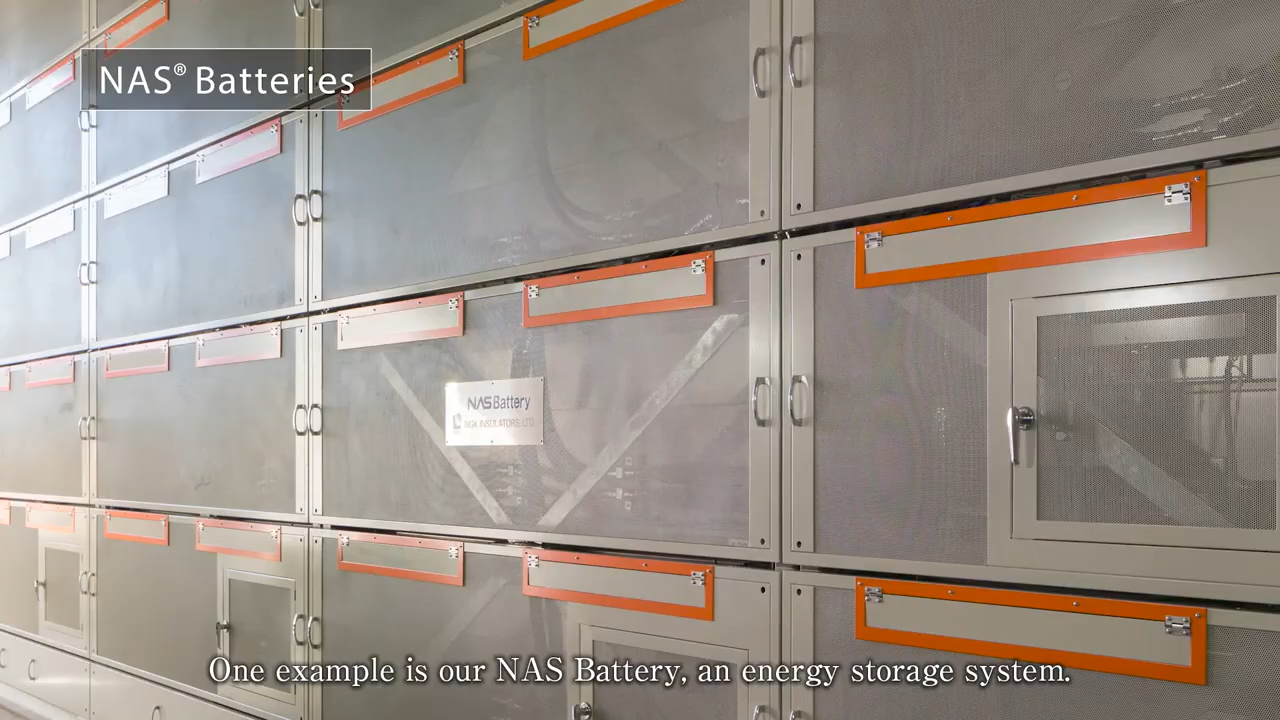 NAS® Batteries
NAS Battery
NGK INSULATORS, LTD.
One example is our NAS Battery, an energy storage system.